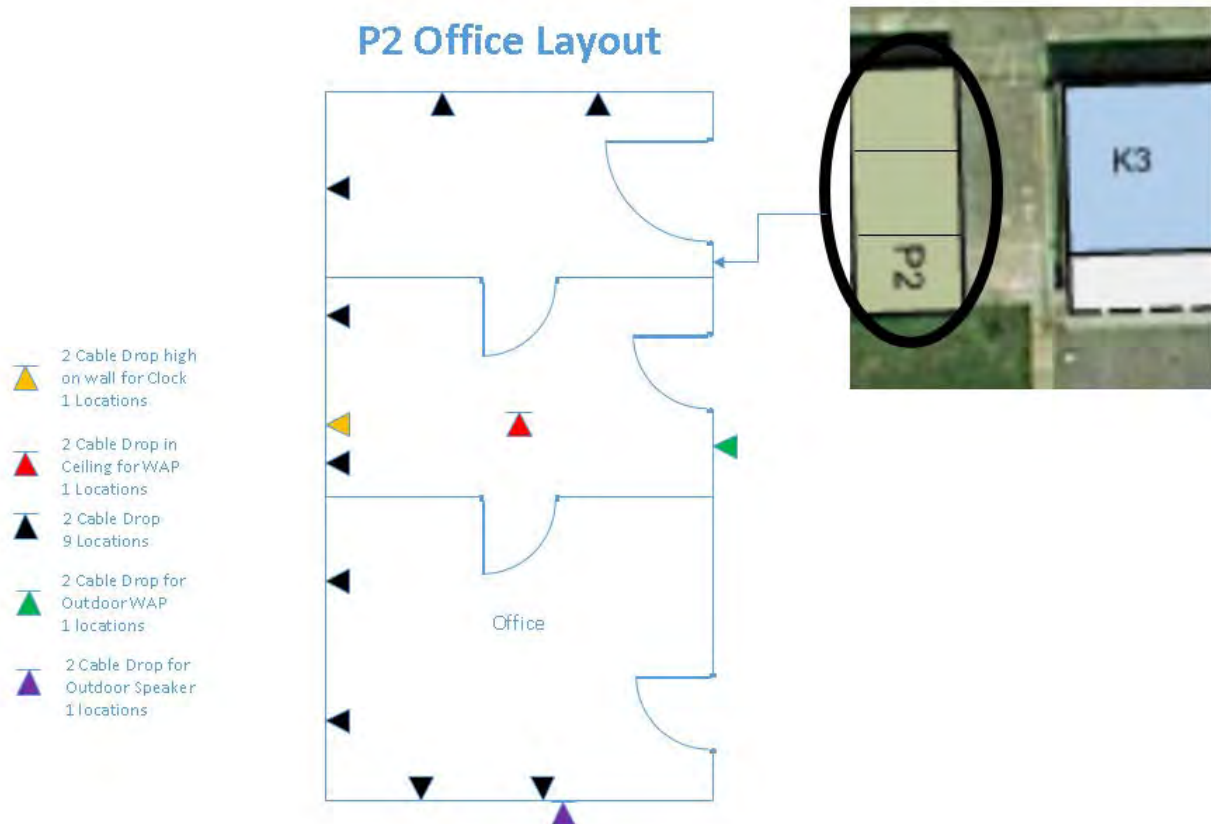 P2 Office Layout
K3
P2
2 Cable Drop high
on wall for Clock
1 Locations
2 Cable Drop in
Ceiling for WAP
1 Locations
2 Cable Drop
9 Locations
2 Cable Drop for
Outdoor WAP
1 locations
2 Cable Drop for
Outdoor Speaker
1 locations
Office